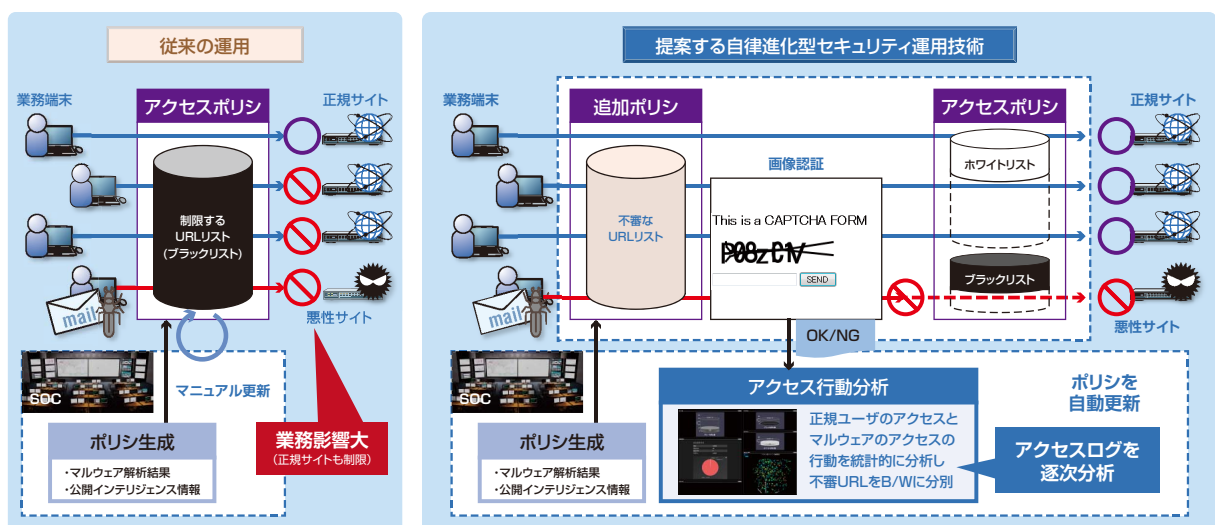 従来の運用
業務端末
アクセスポリシ
正規サイト
制限する
URLリスト
(ブラックリスト)
mail
悪性サイト
SOC
マニュアル更新
ポリシ生成
・マルウェア解析結果
・公開インテリジェンス情報
業務影響大
(正規サイトも制限)
提案する自律進化型セキュリティ運用技術
業務端末
追加ポリシ
アクセスポリシ
正規サイト
画像認証
ホワイトリスト
不審な
URLリスト
This is a CAPTCHA FORM
P08zC1V
SEND
ブラックリスト
mail
悪性サイト
OK/NG
SOC
ポリシ生成
・マルウェア解析結果
・公開インテリジェンス情報
アクセス行動分析
正規ユーザのアクセスと
マルウェアのアクセスの
行動を統計的に分析し
不審URLをB/Wに分別
ポリシを
自動更新
アクセスログを
逐次分析